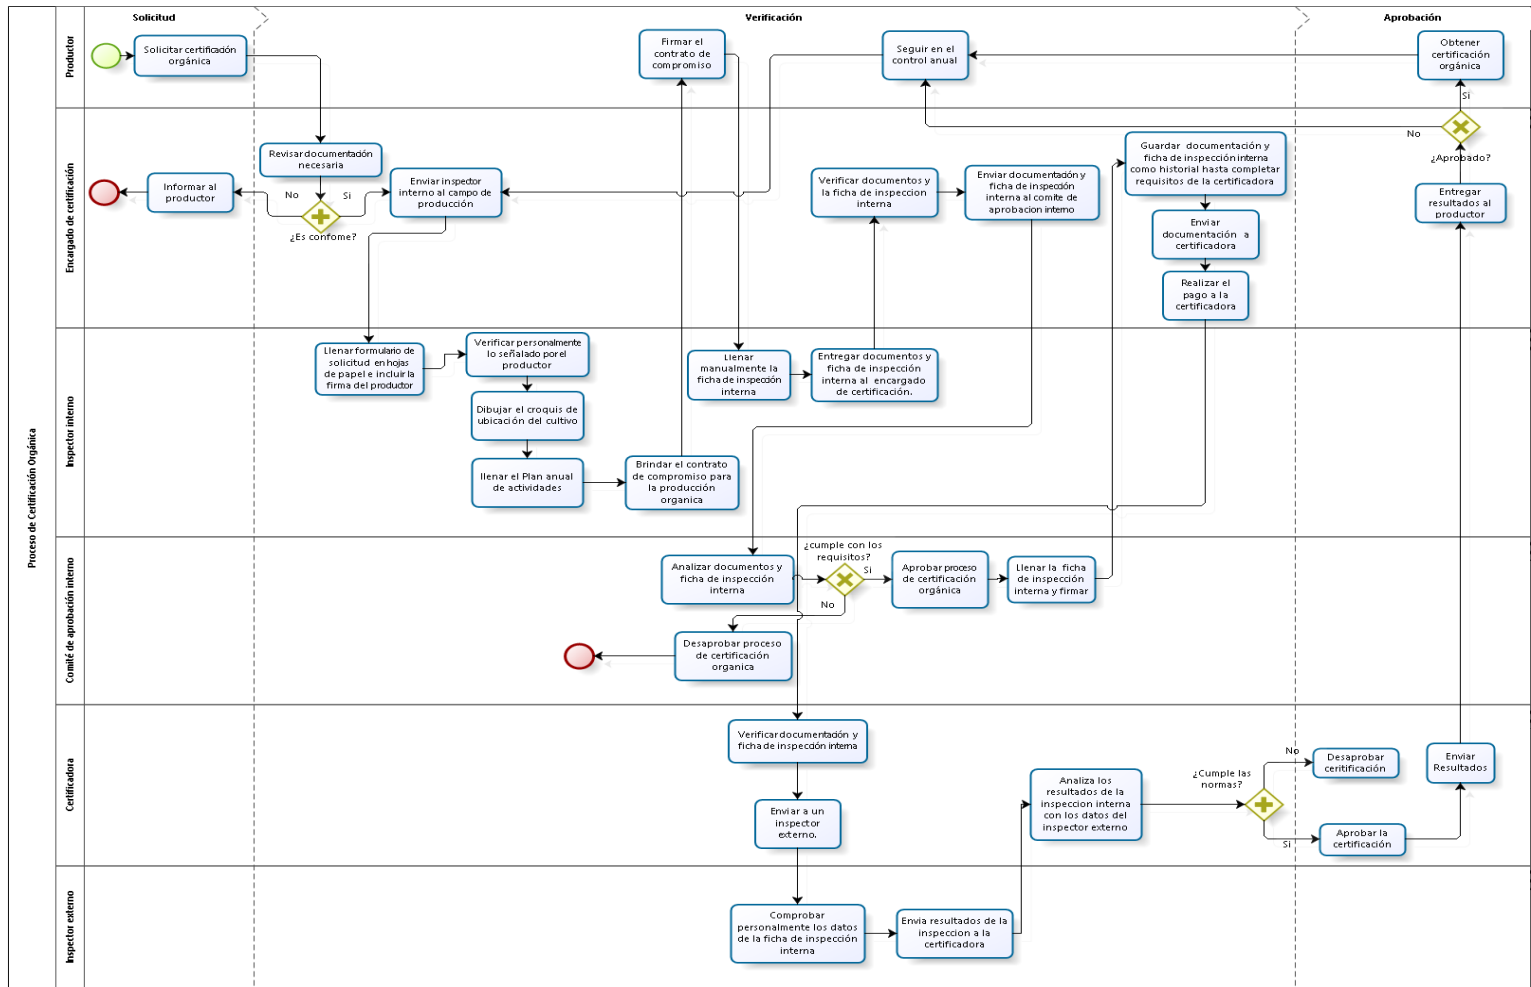 Solicitud
Verificación
Aprobación
Proceso de Certificación Orgánica
Productor
Solicitar certificación
orgánica
Firmar el
contrato de
compromiso
Seguir en el
control anual
Obtener
certificación
orgánica
Si
Encargado de certificación
Revisar documentación
necesaria
No
Si
¿Es confome?
Informar al
productor
Enviar inspector
interno al campo de
producción
Verificar documentos y
la ficha de inspeccion
interna
Enviar documentación y
ficha de inspección
interna al comite de
aprobacion interno
Guardar documentación y
ficha de inspección interna
como historial hasta completar
requisitos de la certificadora
Enviar
documentación a
certificadora
Realizar el
pago a la
certificadora
No
¿Aprobado?
Entregar
resultados al
productor
Inspector interno
Llenar formulario de
solicitud en hojas
de papel e incluir la
firma del productor
Verificar personalmente
lo señalado por el
productor
Dibujar el croquis de
ubicación del cultivo
llenar el Plan anual
de actividades
Brindar el contrato
de compromiso para
la producción organica
Llenar
manualmente la
ficha de inspección
interna
Entregar documentos y
ficha de inspección
interna al encargado
de certificación.
Comité de aprobación interno
Analizar documentos y
ficha de inspección
interna
¿cumple con los
requisitos?
Si
No
Aprobar proceso
de certificación
orgánica
Llenar la ficha
de inspección
interna y firmar
Desaprobar proceso
de certificación
organica
Certificadora
Verificar documentación y
ficha de inspección interna
Enviar a un
inspector
externo.
Analiza los
resultados de la
inspeccion interna
con los datos del
inspector externo
¿Cumple las
normas?
No
Si
Desaprobar
ceritificación
Aprobar la
certificación
Enviar
Resultados
Inspector externo
Comprobar
personalmente los datos
de la ficha de inspección
interna
Envia resultados de la
inspeccion a la
certificadora